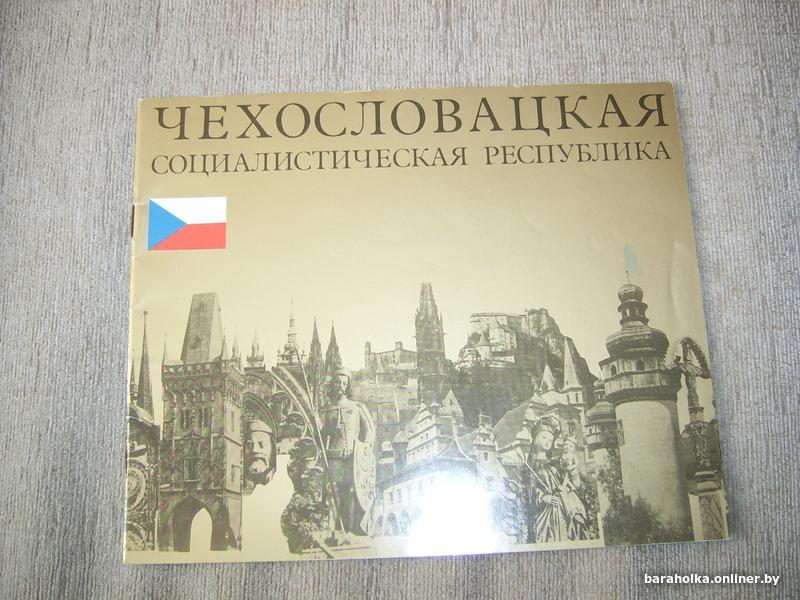 ЧЕХОСЛОВАЦКАЯ
СОЦИАЛИСТИЧЕСКАЯ РЕСПУБЛИКА
baraholka.onliner.by